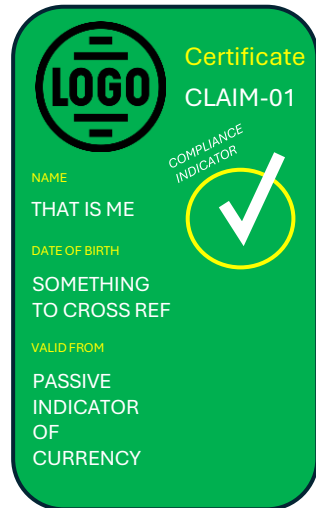 LOGO
Certificate
CLAIM-01
COMPLIANCE
INDICATOR
NAME
THAT IS ME
DATE OF BIRTH
SOMETHING
TO CROSS REF
VALID FROM
PASSIVE
INDICATOR
OF
CURRENCY